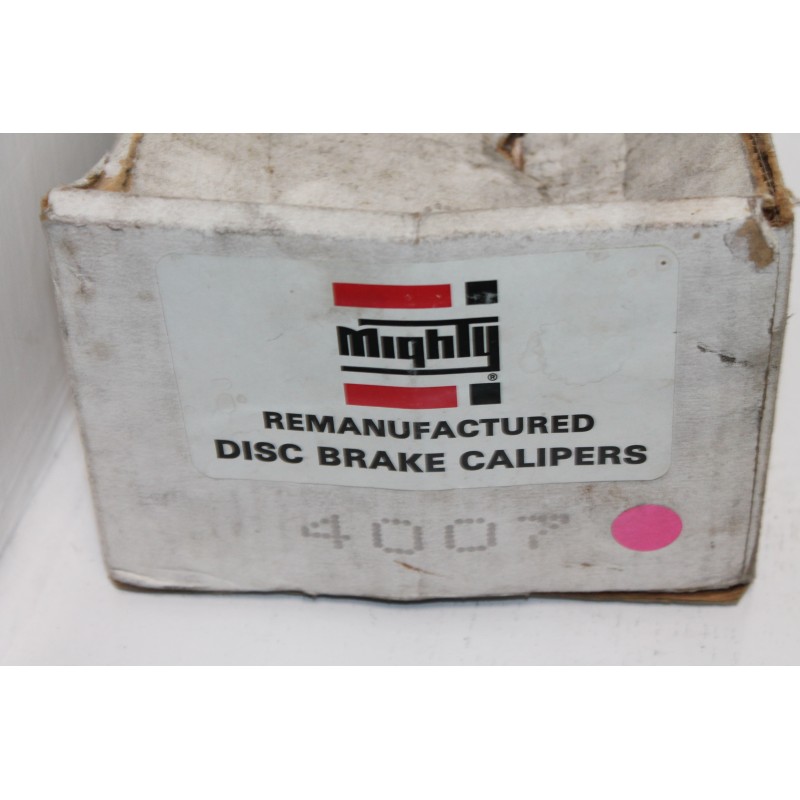 Mighty
®
REMANUFACTURED
DISC BRAKE CALIPERS
4007